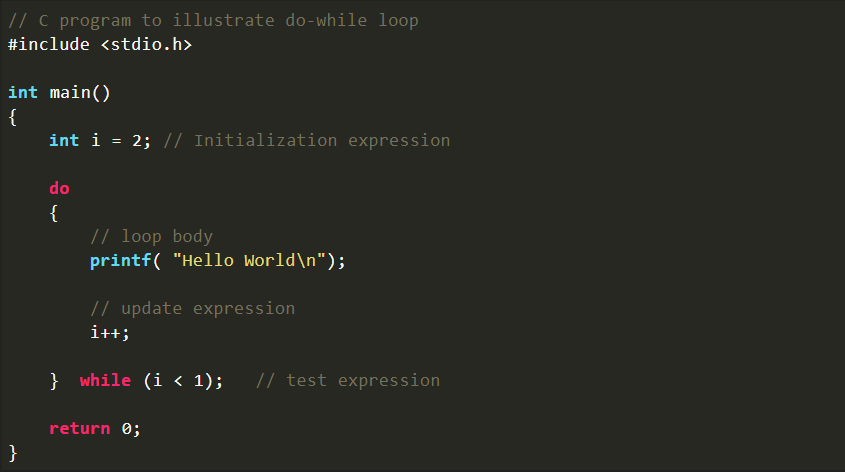 // C program to illustrate do-while loop
#include <stdio.h>
int main()
{
int i = 2; // Initialization expression
do
{
// loop body
printf( "Hello World\n");
// update expression
i++;
} while (i < 1); // test expression
return 0;
}